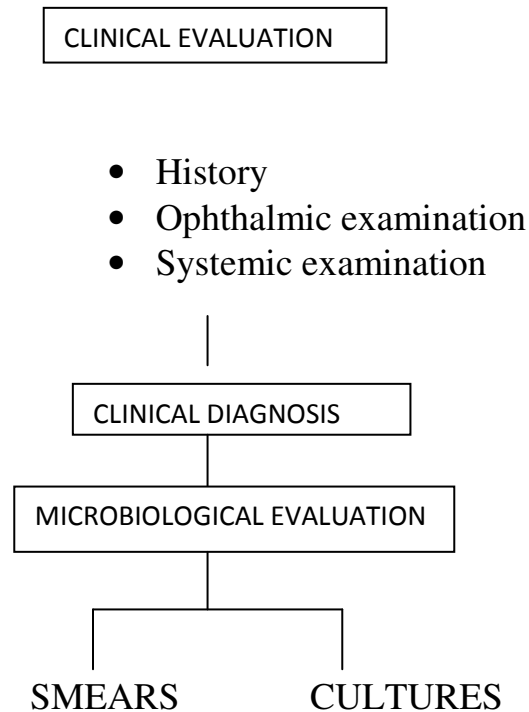 CLINICAL EVALUATION
• History
• Ophthalmic examination
• Systemic examination
CLINICAL DIAGNOSIS
MICROBIOLOGICAL EVALUATION
SMEARS CULTURES